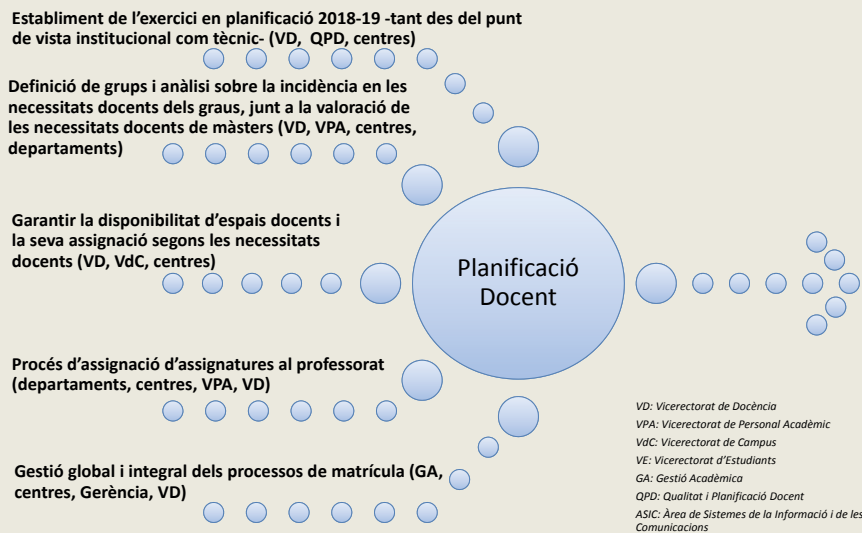 Establiment de l'exercici en planificació 2018-19 -tant des del punt
de vista institucional com tècnic- (VD,  QPD, centres)
Definició de grups i anàlisi sobre la incidència en les
necessitats docents dels graus, junt a la valoració de
les necessitats docents de màsters (VD, VPA, centres,
departaments)
Garantir la disponibilitat d'espais docents i
la seva assignació segons les necessitats
docents (VD, VdC, centres)
Planificació
Docent
Procés d'assignació d'assignatures al professorat
(departaments, centres, VPA, VD)
Gestió global i integral dels processos de matrícula (GA,
centres, Gerència, VD)
VD: Vicerectorat de Docència
VPA: Vicerectorat de Personal Acadèmic
VdC: Vicerectorat de Campus
VE: Vicerectorat d'Estudiants
GA: Gestió Acadèmica
QPD: Qualitat i Planificació Docent
ASIC: Àrea de Sistemes de la Informació i de les
Comunicacions